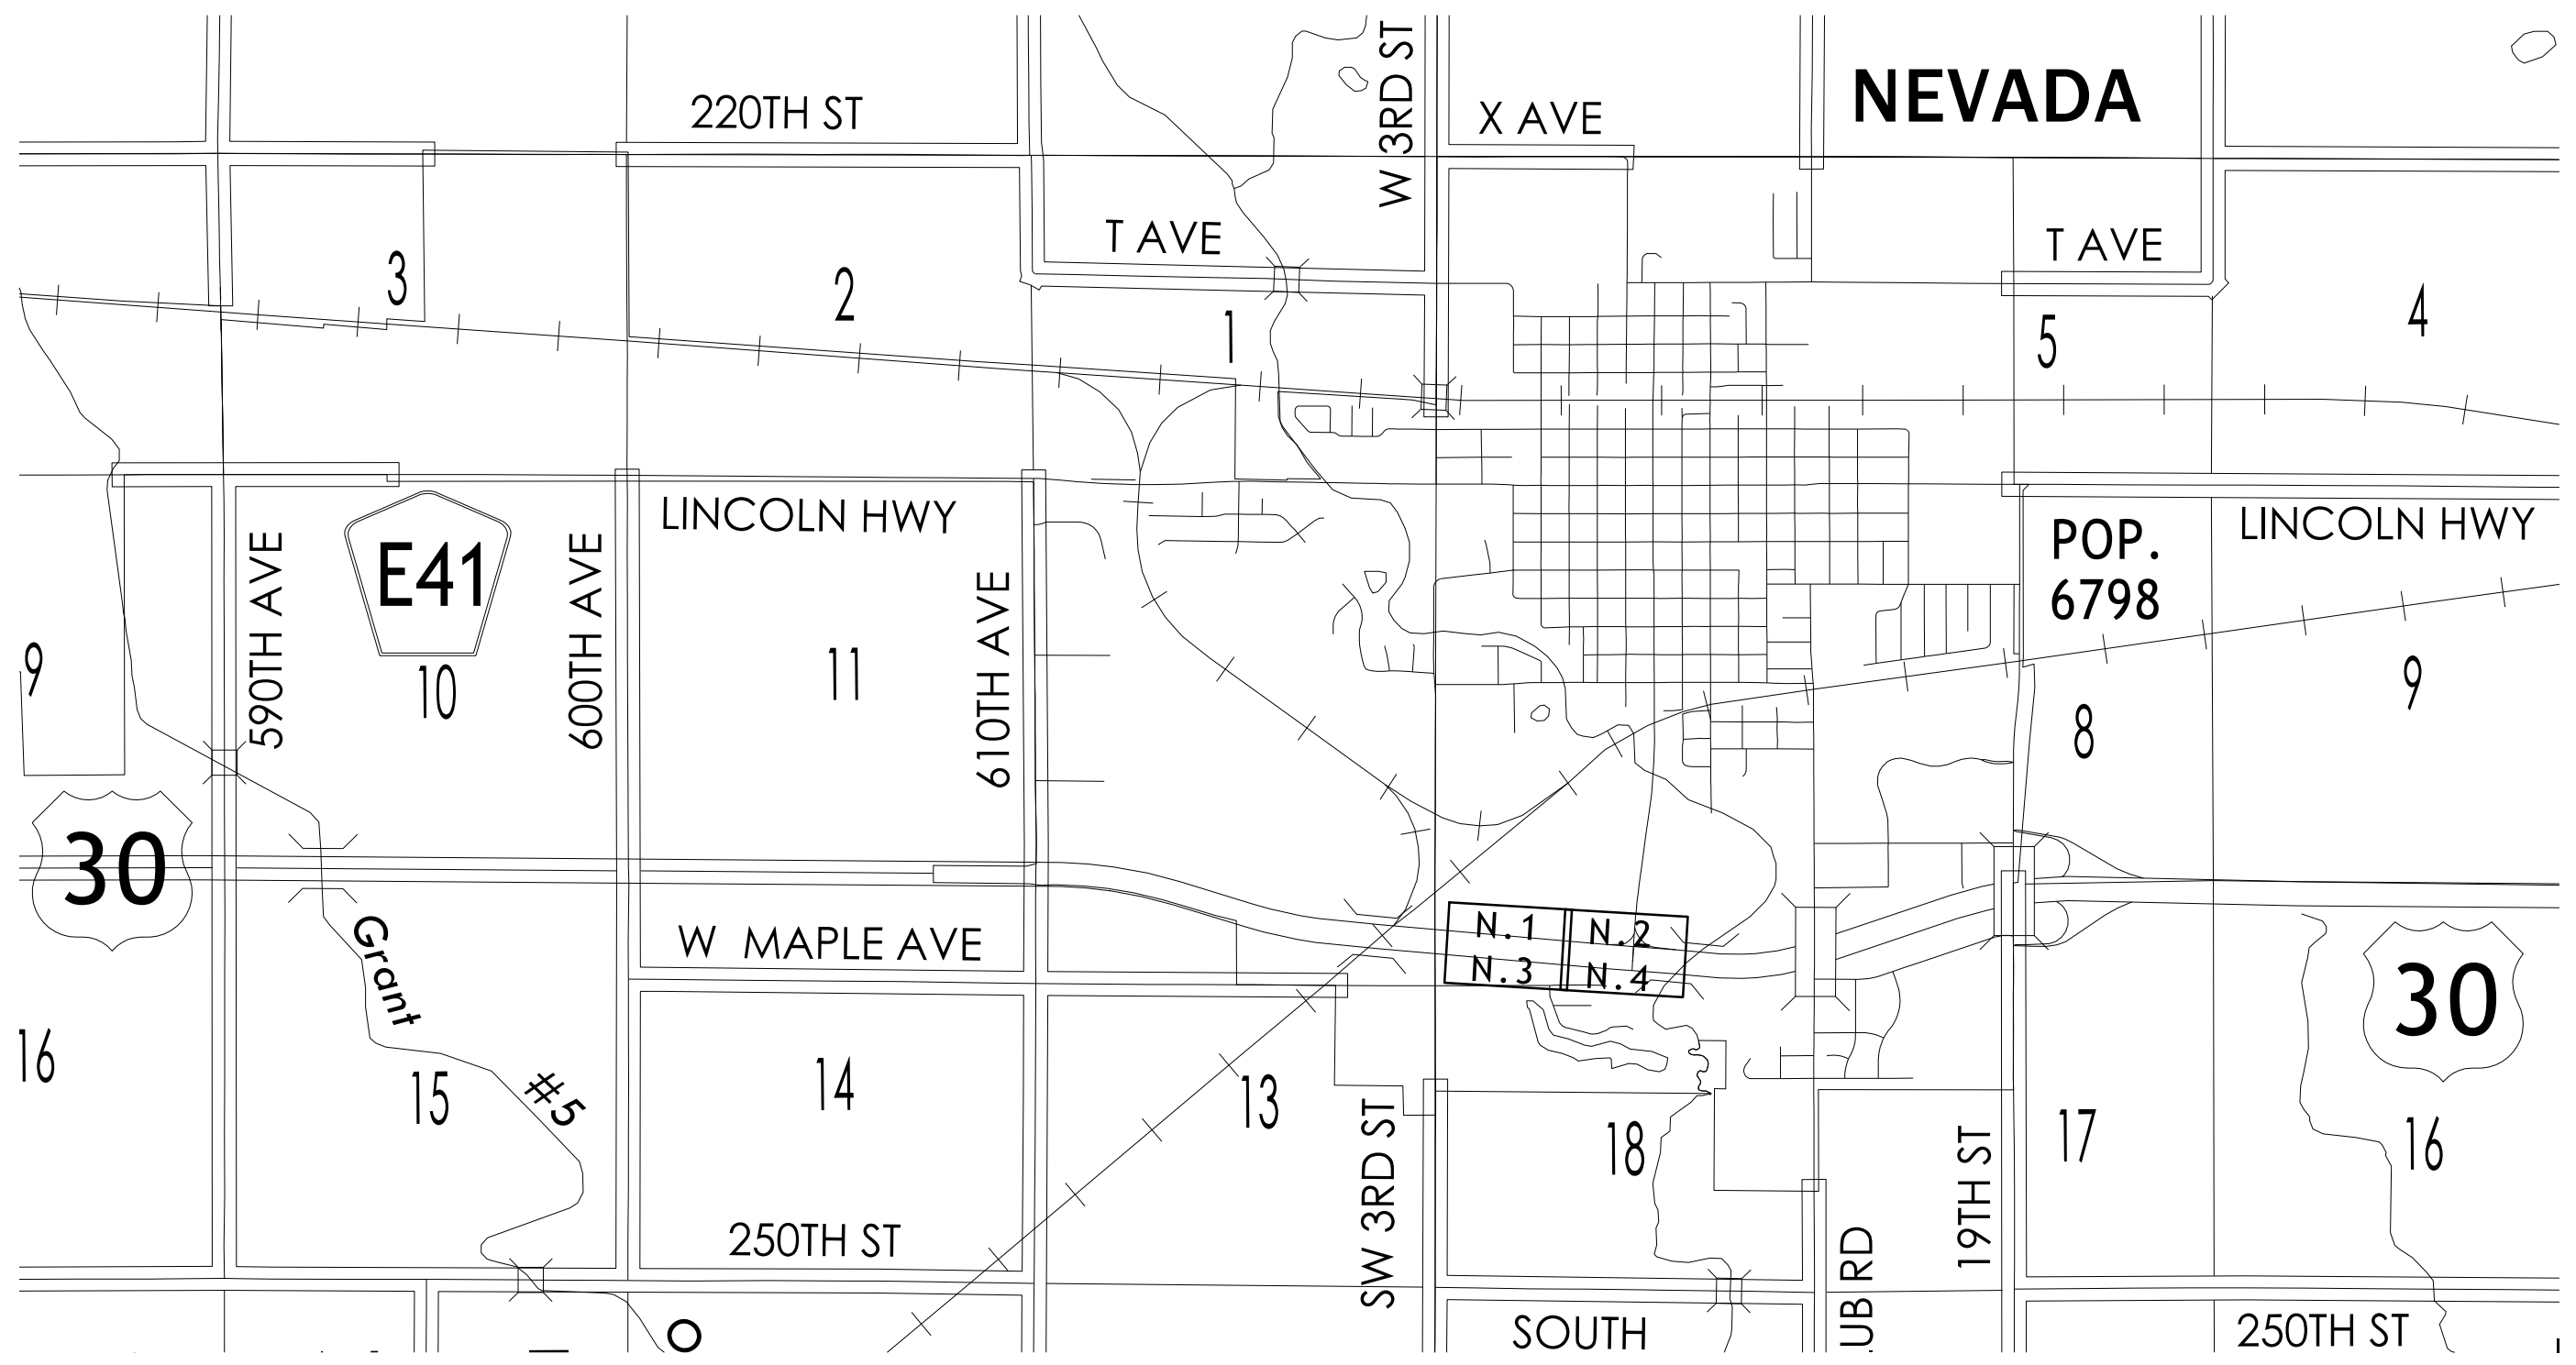 W 3RD ST
NEVADA
220TH ST
X AVE
T AVE
T AVE
3
2
1
5
4
LINCOLN HWY
LINCOLN HWY
E41
590TH AVE
600TH AVE
610TH AVE
POP.
6798
9
10
11
8
9
30
W MAPLE AVE
N.1
N.2
N.3
N.4
Grant
#5
30
16
15
14
13
18
17
16
SW 3RD ST
19TH ST
250TH ST
UB RD
SOUTH
250TH ST
O